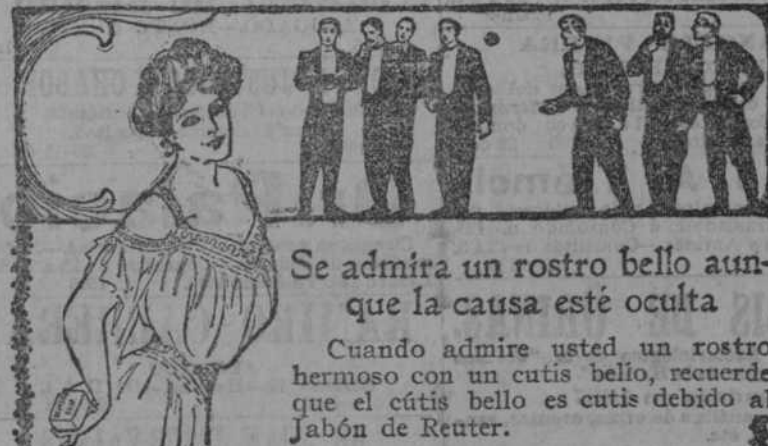 Se admira un rostro bello aun-
que la causa esté oculta
Cuando admire usted un rostro
hermoso con un cutis bello, recuerde
que el cútis bello es cutis debido al
Jabón de Reuter.